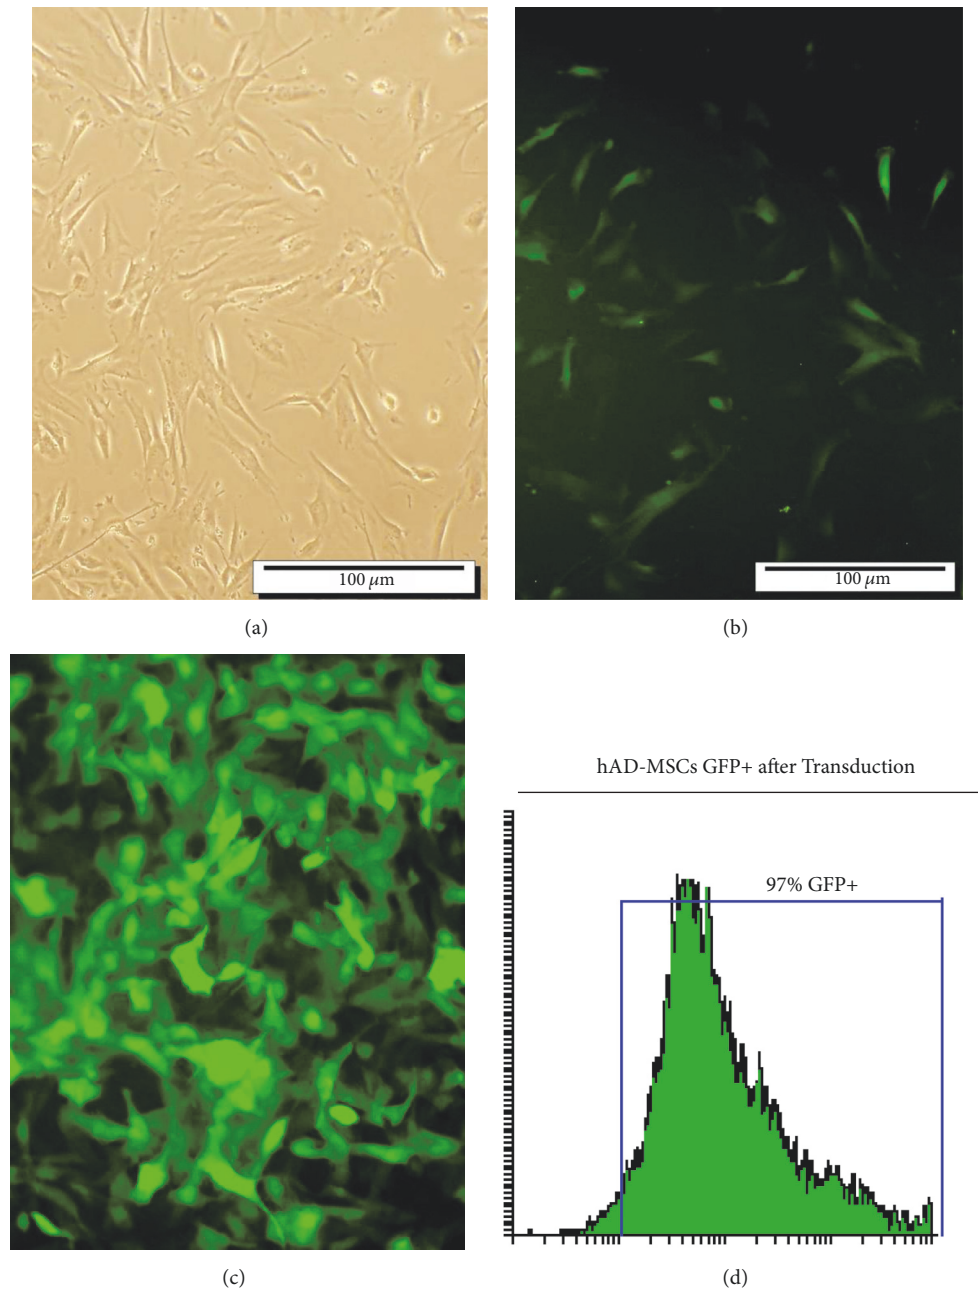 100 µm
100 µm
(a)
(b)
hAD-MSCs GFP+ after Transduction
97% GFP+
(c)
(d)